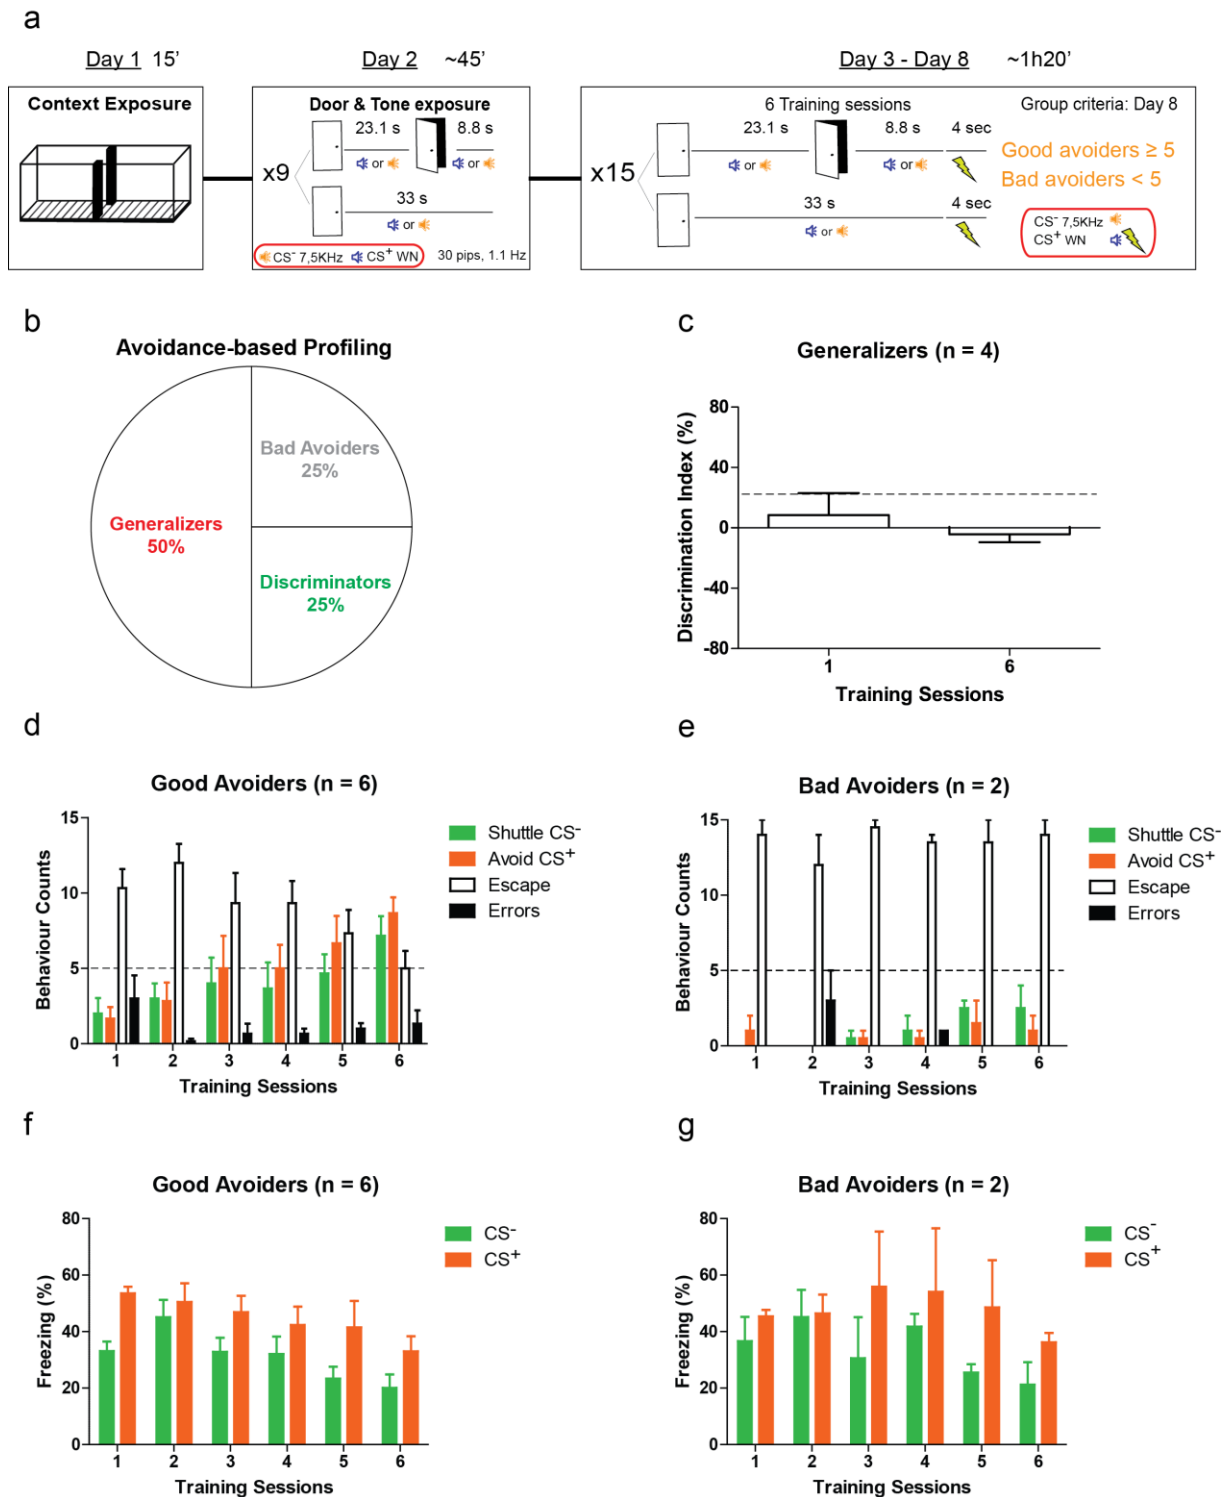 a
Day 1 15’
Day 2 ~45’
Day 3 - Day 8 ~1h20’
Context Exposure
Door & Tone exposure
23.1 s
8.8 s
or
or
x9
33 s
or
CS⁻ 7,5KHz CS⁺ WN
30 pips, 1.1 Hz
6 Training sessions
Group criteria: Day 8
23.1 s
8.8 s
4 sec
or
or
x15
33 s
4 sec
or
Good avoiders ≥ 5
Bad avoiders < 5
CS⁻ 7,5KHz
CS⁺ WN
b
Avoidance-based Profiling
Bad Avoiders
25%
Generalizers
50%
Discriminators
25%
c
Generalizers (n = 4)
Discrimination Index (%)
80
40
0
-40
-80
1
6
Training Sessions
d
Good Avoiders (n = 6)
Behaviour Counts
15
10
5
0
1 2 3 4 5 6
Training Sessions
Shuttle CS⁻
Avoid CS⁺
Escape
Errors
e
Bad Avoiders (n = 2)
Behaviour Counts
15
10
5
0
1 2 3 4 5 6
Training Sessions
Shuttle CS⁻
Avoid CS⁺
Escape
Errors
f
Good Avoiders (n = 6)
Freezing (%)
80
60
40
20
0
1 2 3 4 5 6
Training Sessions
CS⁻
CS⁺
g
Bad Avoiders (n = 2)
Freezing (%)
80
60
40
20
0
1 2 3 4 5 6
Training Sessions
CS⁻
CS⁺